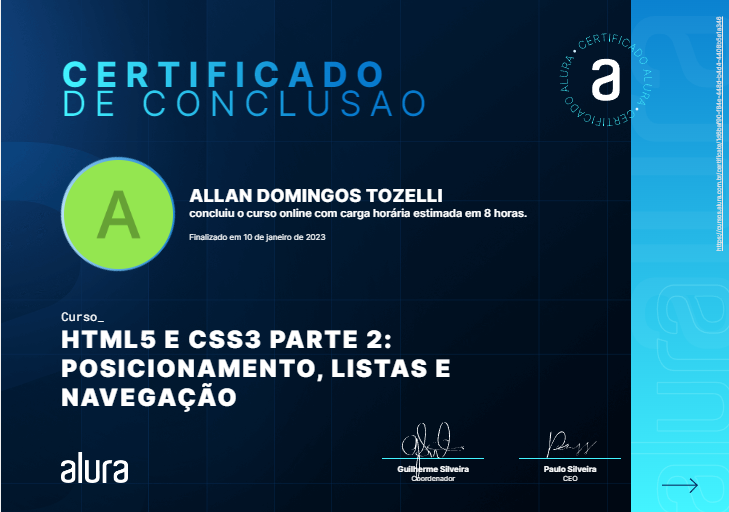 CERTIFICADO
DE CONCLUSAO
CERTIFICADO ALURA • CERTIFICADO ALURA •
a
A
ALLAN DOMINGOS TOZELLI
concluiu o curso online com carga horária estimada em 8 horas.
Finalizado em 10 de janeiro de 2023
Curso_
HTML5 E CSS3 PARTE 2:
POSICIONAMENTO, LISTAS E
NAVEGAÇÃO
alura
Guilherme Silveira
Coordenador
Paulo Silveira
CEO
alura